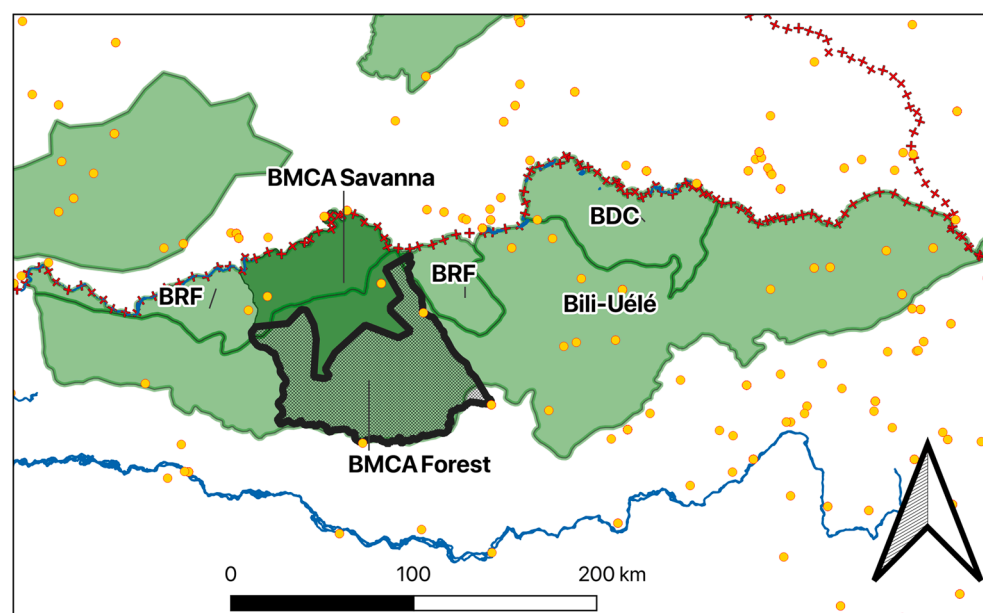 BMCA Savanna
BDC
BRF
BRF
Bili-Uélé
BMCA Forest
0
100
200 km